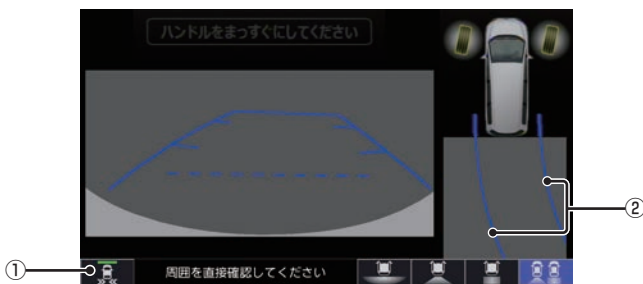 ハンドルをまっすぐにしてください
②
①
周囲を直接確認してください